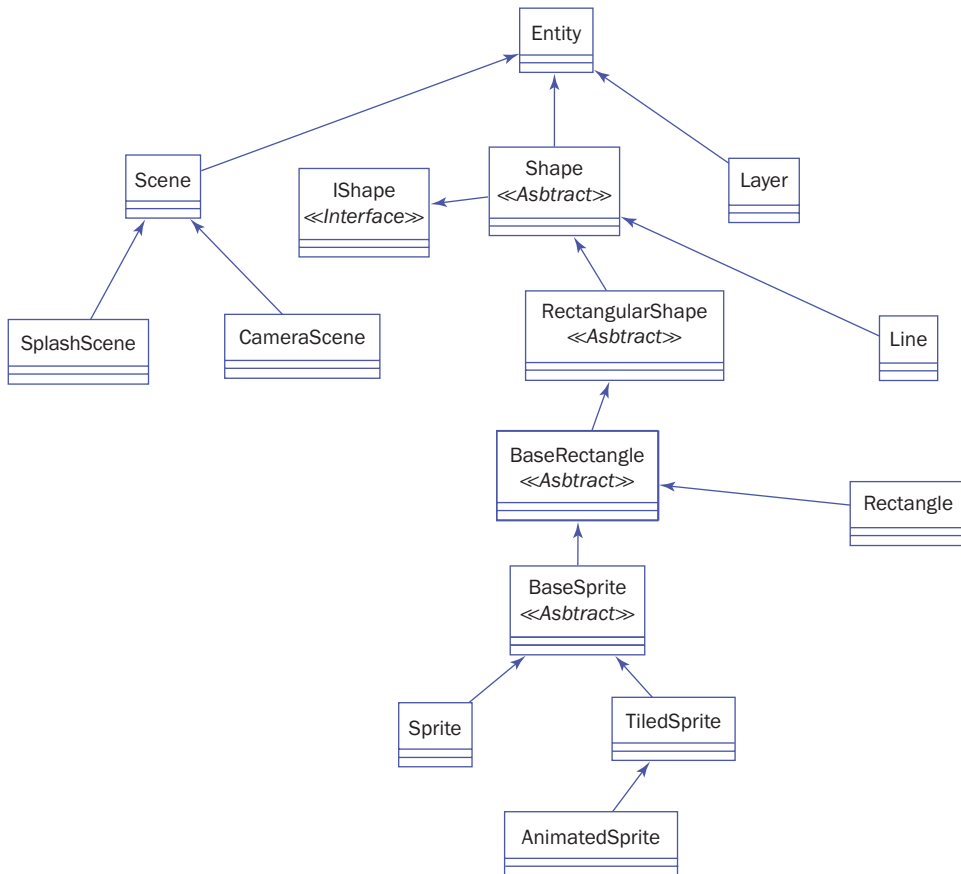 Entity
Scene
IShape
≪Interface≫
Shape
≪Asbtract≫
Layer
SplashScene
CameraScene
RectangularShape
≪Asbtract≫
Line
BaseRectangle
≪Asbtract≫
Rectangle
BaseSprite
≪Asbtract≫
Sprite
TiledSprite
AnimatedSprite